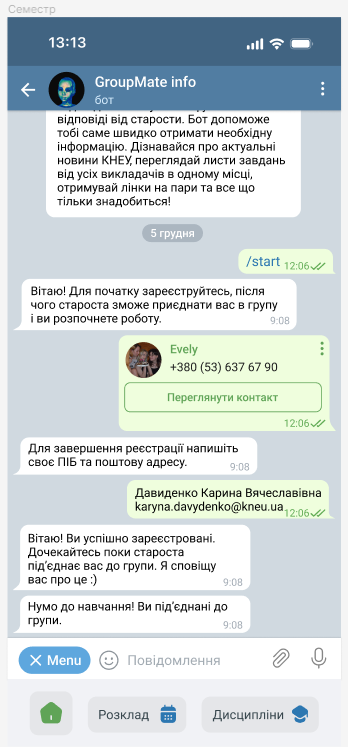 Семестр
13:13
GroupMate info
бот
відповіді від старости. Бот допоможе
тобі саме швидко отримати необхідну
інформацію. Дізнавайся про актуальні
новини КНЕУ, переглядай листи завдань
від усіх викладачів в одному місці,
отримувай лінки на пари та все що
тільки знадобиться!
5 грудня
/start 12:06
Вітаю! Для початку зареєструйтесь, після
чого староста зможе приєднати вас в групу
і ви розпочнете роботу.
9:08
Evely
+380 (53) 637 67 90
Переглянути контакт
12:06
Для завершення реєстрації напишіть
своє ПІБ та поштову адресу.
9:08
Давиденко Карина Вячеславівна
karyna.davydenko@kneu.ua 12:06
Вітаю! Ви успішно зареєстровані.
Дочекайтесь поки староста
під’єднає вас до групи. Я сповіщу
вас про це :)
9:08
Нумо до навчання! Ви під’єднані до
групи.
9:08
Menu
Повідомлення
Розклад
Дисципліни